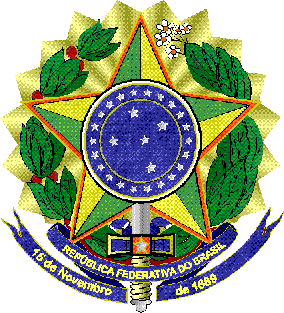 REPÚBLICA FEDERATIVA DO BRASIL
15 de Novembro
de 1889